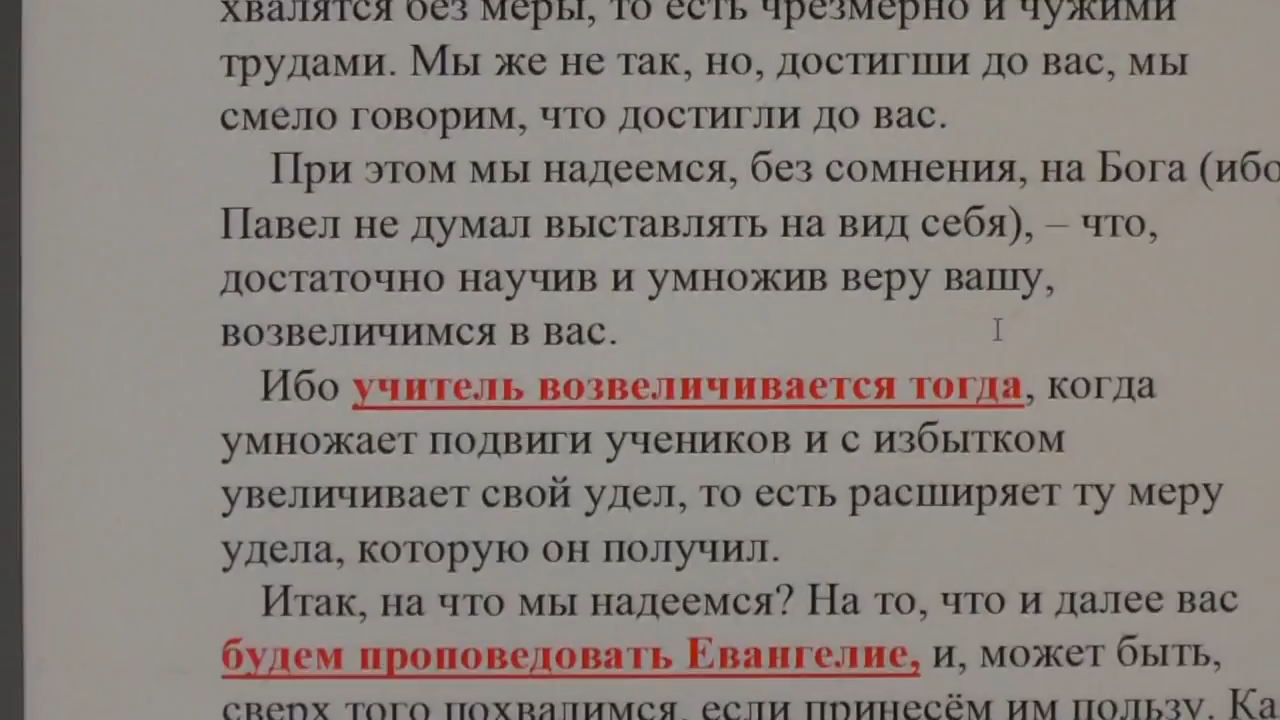 хвалятся без меры, то есть чрезмерно и чужими
трудами. Мы же не так, но, достигши до вас, мы
смело говорим, что достигли до вас.
При этом мы надеемся, без сомнения, на Бога (ибо
Павел не думал выставлять на вид себя), – что,
достаточно научив и умножив веру вашу,
возвеличимся в вас.
Ибо учитель возвеличивается тогда, когда
умножает подвиги учеников и с избытком
увеличивает свой удел, то есть расширяет ту меру
удела, которую он получил.
Итак, на что мы надеемся? На то, что и далее вас
будем проповедовать Евангелие, и, может быть,
сверх того похвалимся, если принесём им пользу. Ка